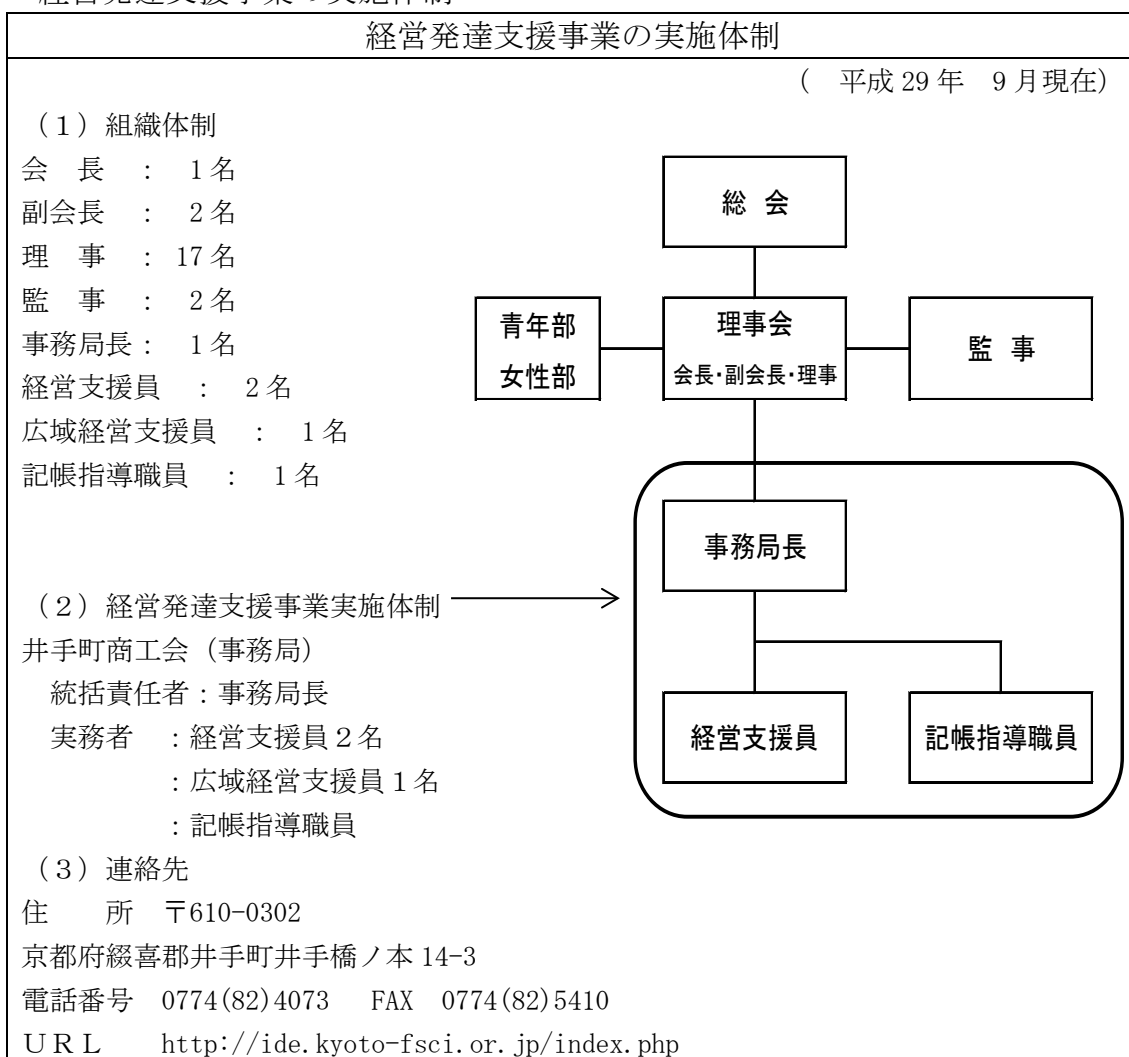 経営発達支援事業の実施体制
( 平成 29 年 9 月現在)
（１）組織体制
会 長 : 1 名
副会長 : 2 名
理 事 : 17 名
監 事 : 2 名
事務局長 : 1 名
経営支援員 : 2 名
広域経営支援員 : 1 名
記帳指導職員 : 1 名
総 会
青年部
女性部
理事会
会長・副会長・理事
監 事
事務局長
経営支援員
記帳指導職員
（２）経営発達支援事業実施体制
井手町商工会（事務局）
統括責任者：事務局長
実務者 ：経営支援員２名
：広域経営支援員１名
：記帳指導職員
（３）連絡先
住 所 〒610-0302
京都府綴喜郡井手町井手橋ノ本 14-3
電話番号 0774(82)4073 FAX 0774(82)5410
ＵＲＬ http://ide.kyoto-fsci.or.jp/index.php